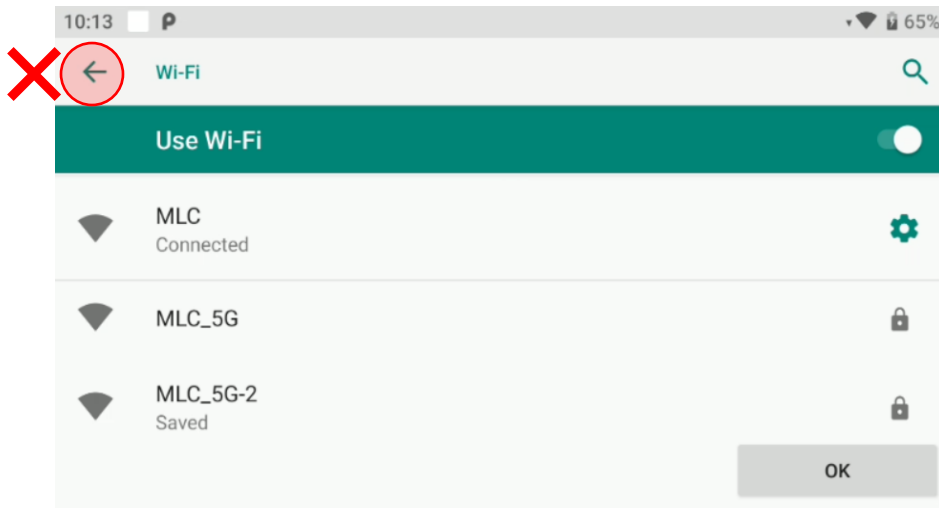 10:13 65%
Wi-Fi
Use Wi-Fi
MLC
Connected
MLC_5G
MLC_5G-2
Saved
OK